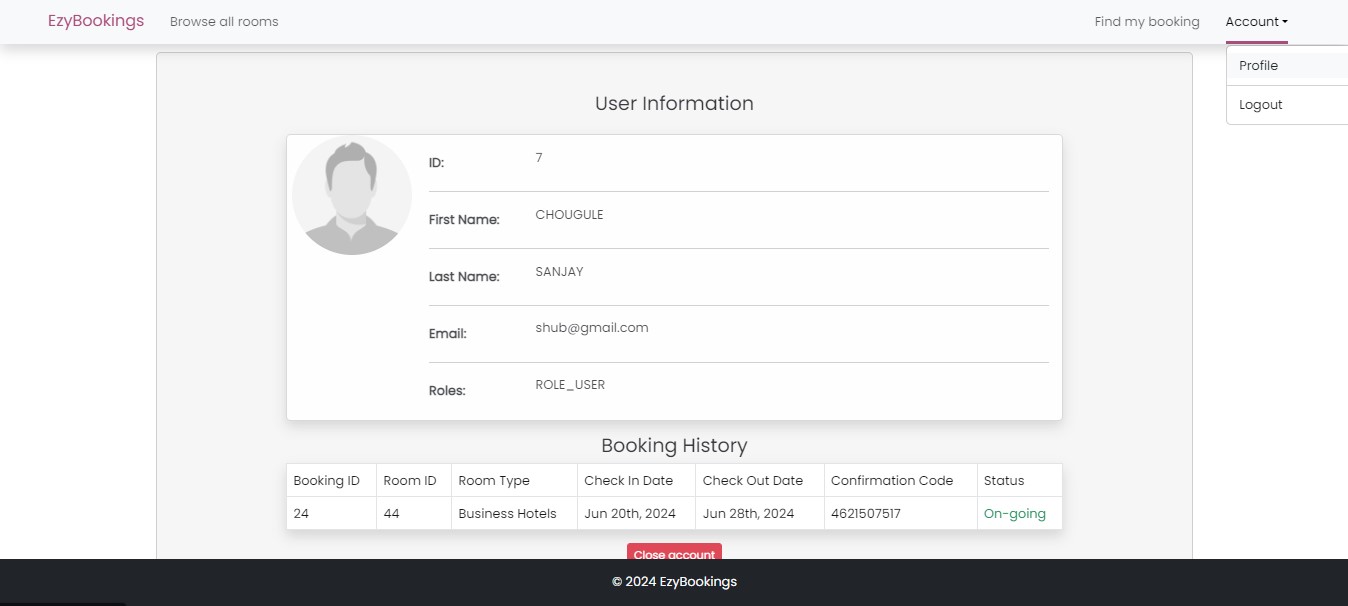 EzyBookings Browse all rooms Find my booking Account
Profile
Logout
User Information
ID: 7
First Name: CHOUGULE
Last Name: SANJAY
Email: shub@gmail.com
Roles: ROLE_USER
Booking History
Booking ID Room ID Room Type Check In Date Check Out Date Confirmation Code Status
24 44 Business Hotels Jun 20th, 2024 Jun 28th, 2024 4621507517 On-going
Close account
© 2024 EzyBookings